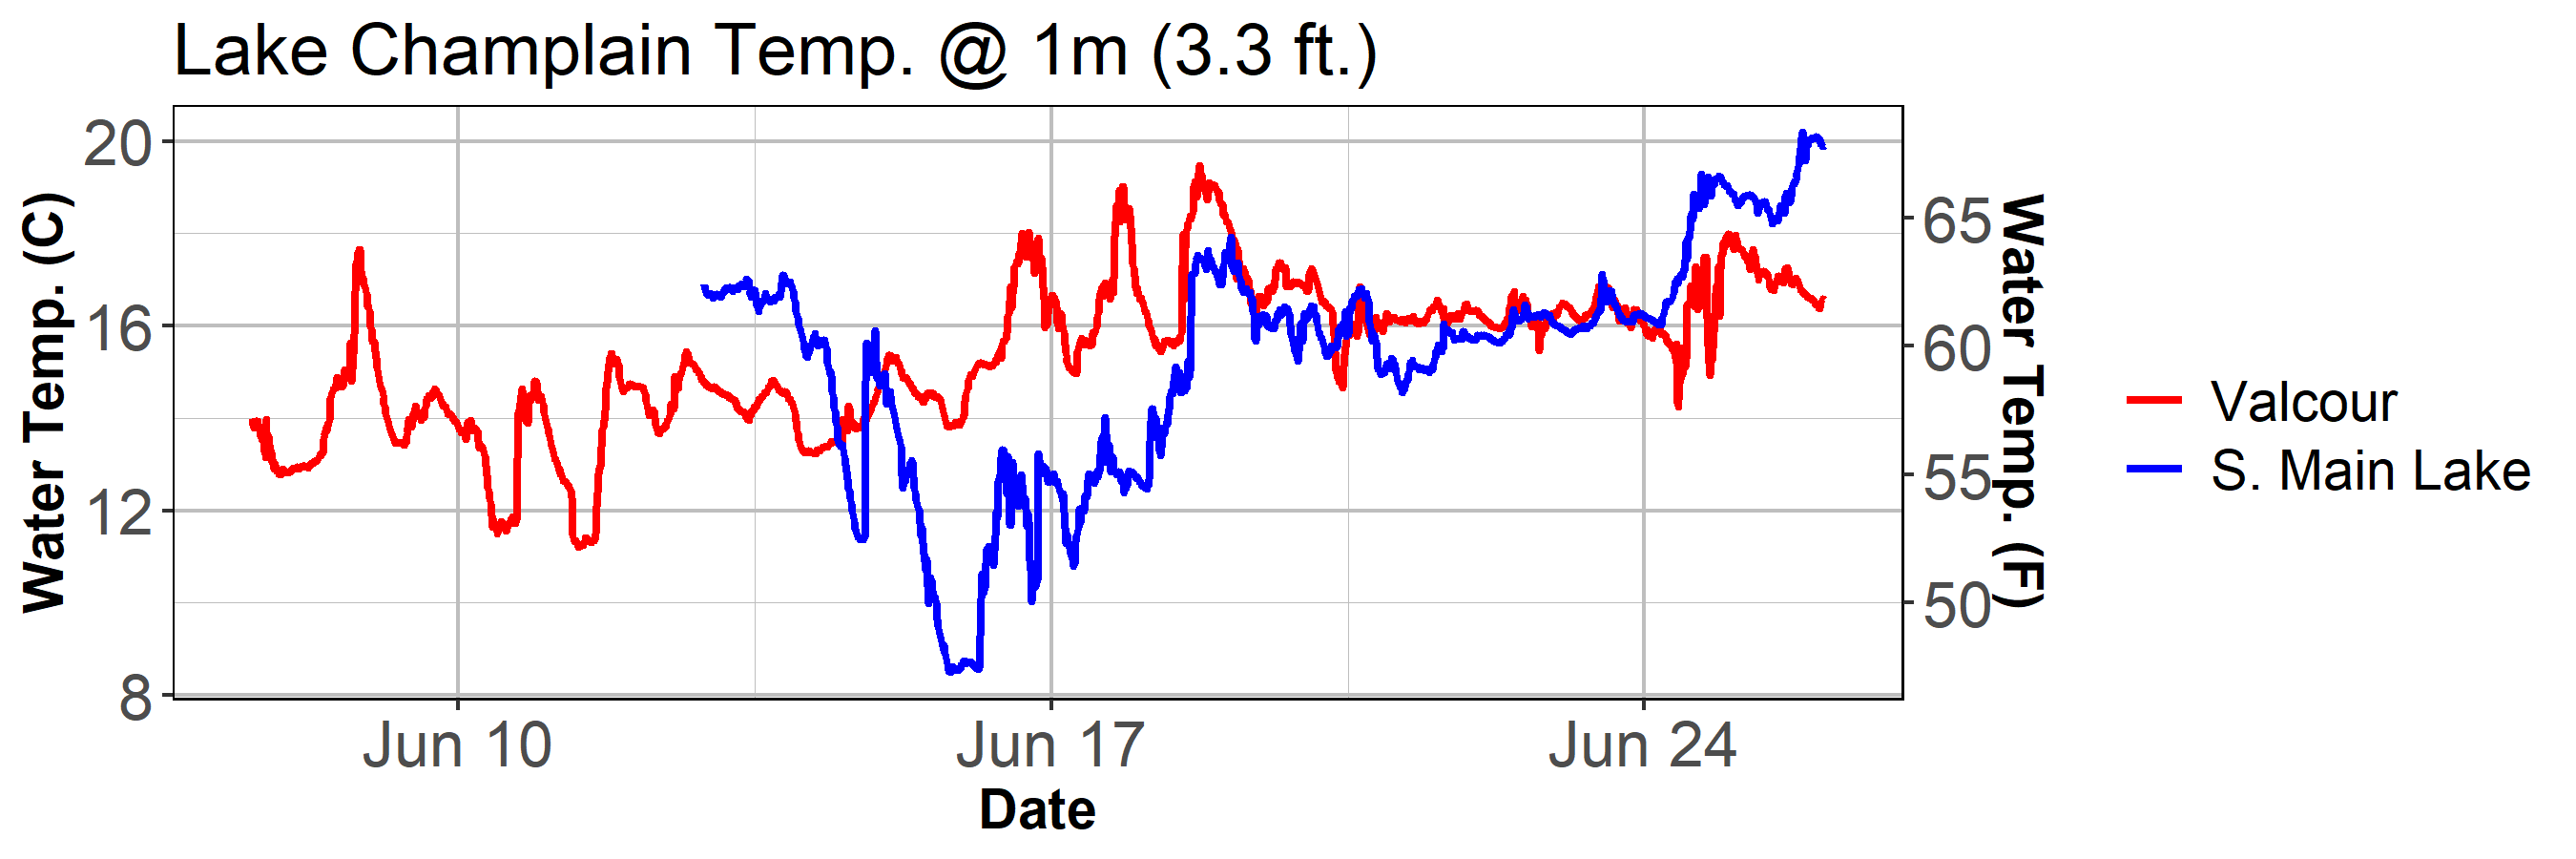 Lake Champlain Temp. @ 1m (3.3 ft.)
Water Temp. (C)
20
16
12
8
65
60
55
50
Water Temp. (F)
Jun 10
Jun 17
Jun 24
Date
Valcour
S. Main Lake